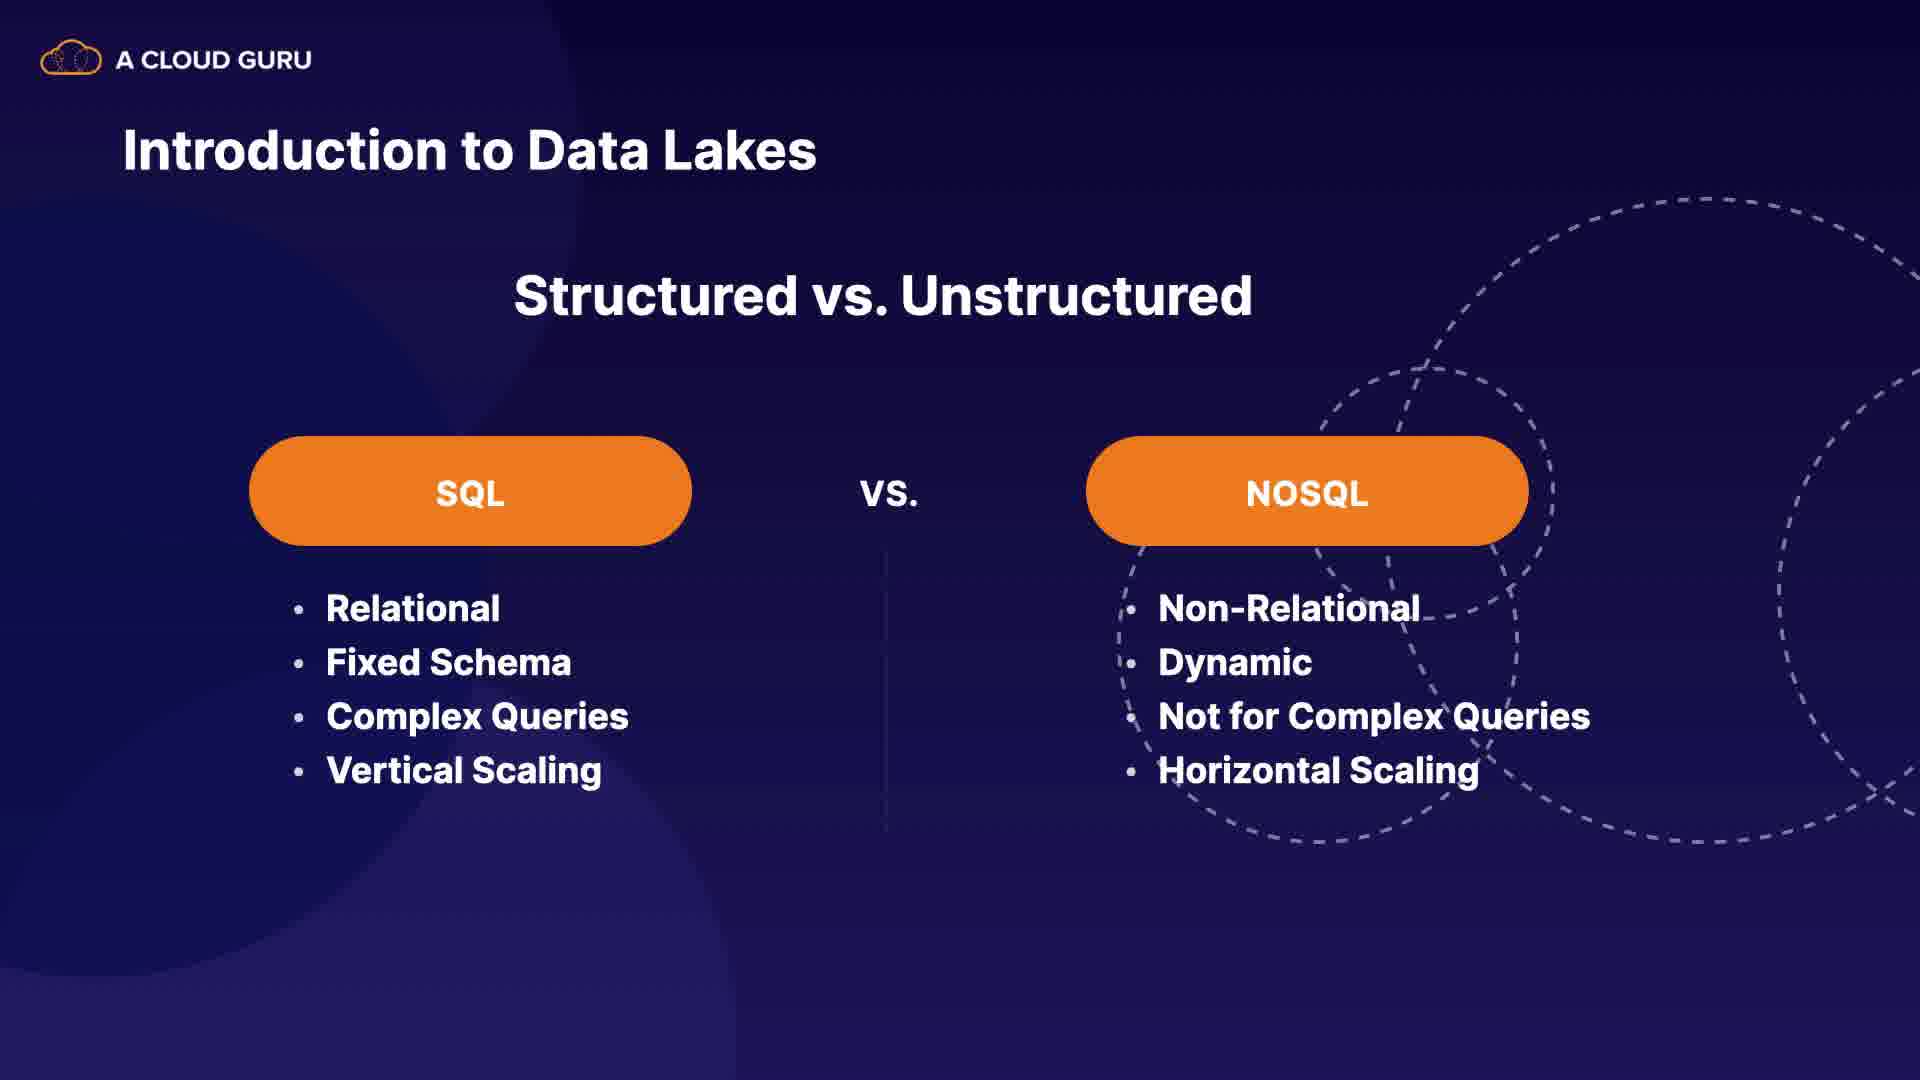 A CLOUD GURU
Introduction to Data Lakes
Structured vs. Unstructured
SQL
VS.
NOSQL
• Relational
• Fixed Schema
• Complex Queries
• Vertical Scaling
• Non-Relational
• Dynamic
• Not for Complex Queries
• Horizontal Scaling